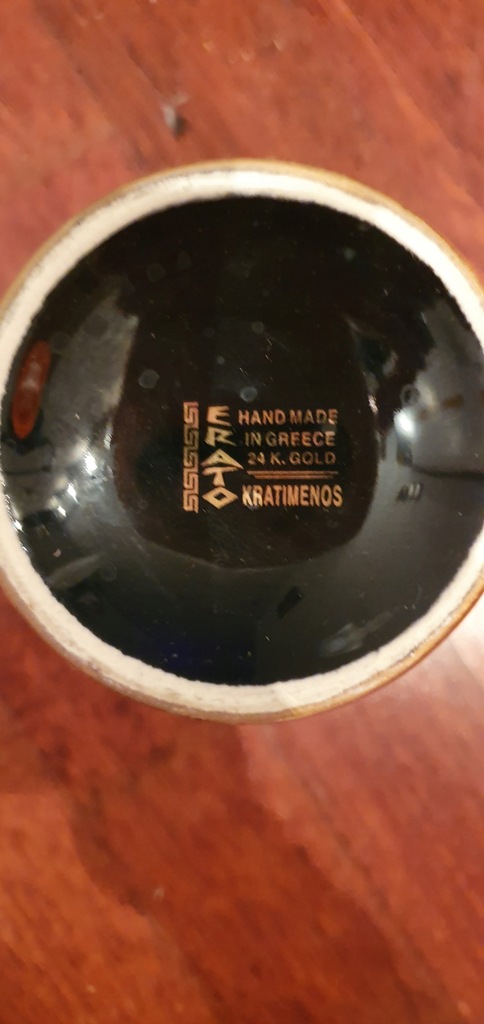 ERATO
HAND MADE
IN GREECE
24 K. GOLD
KRATIMENOS